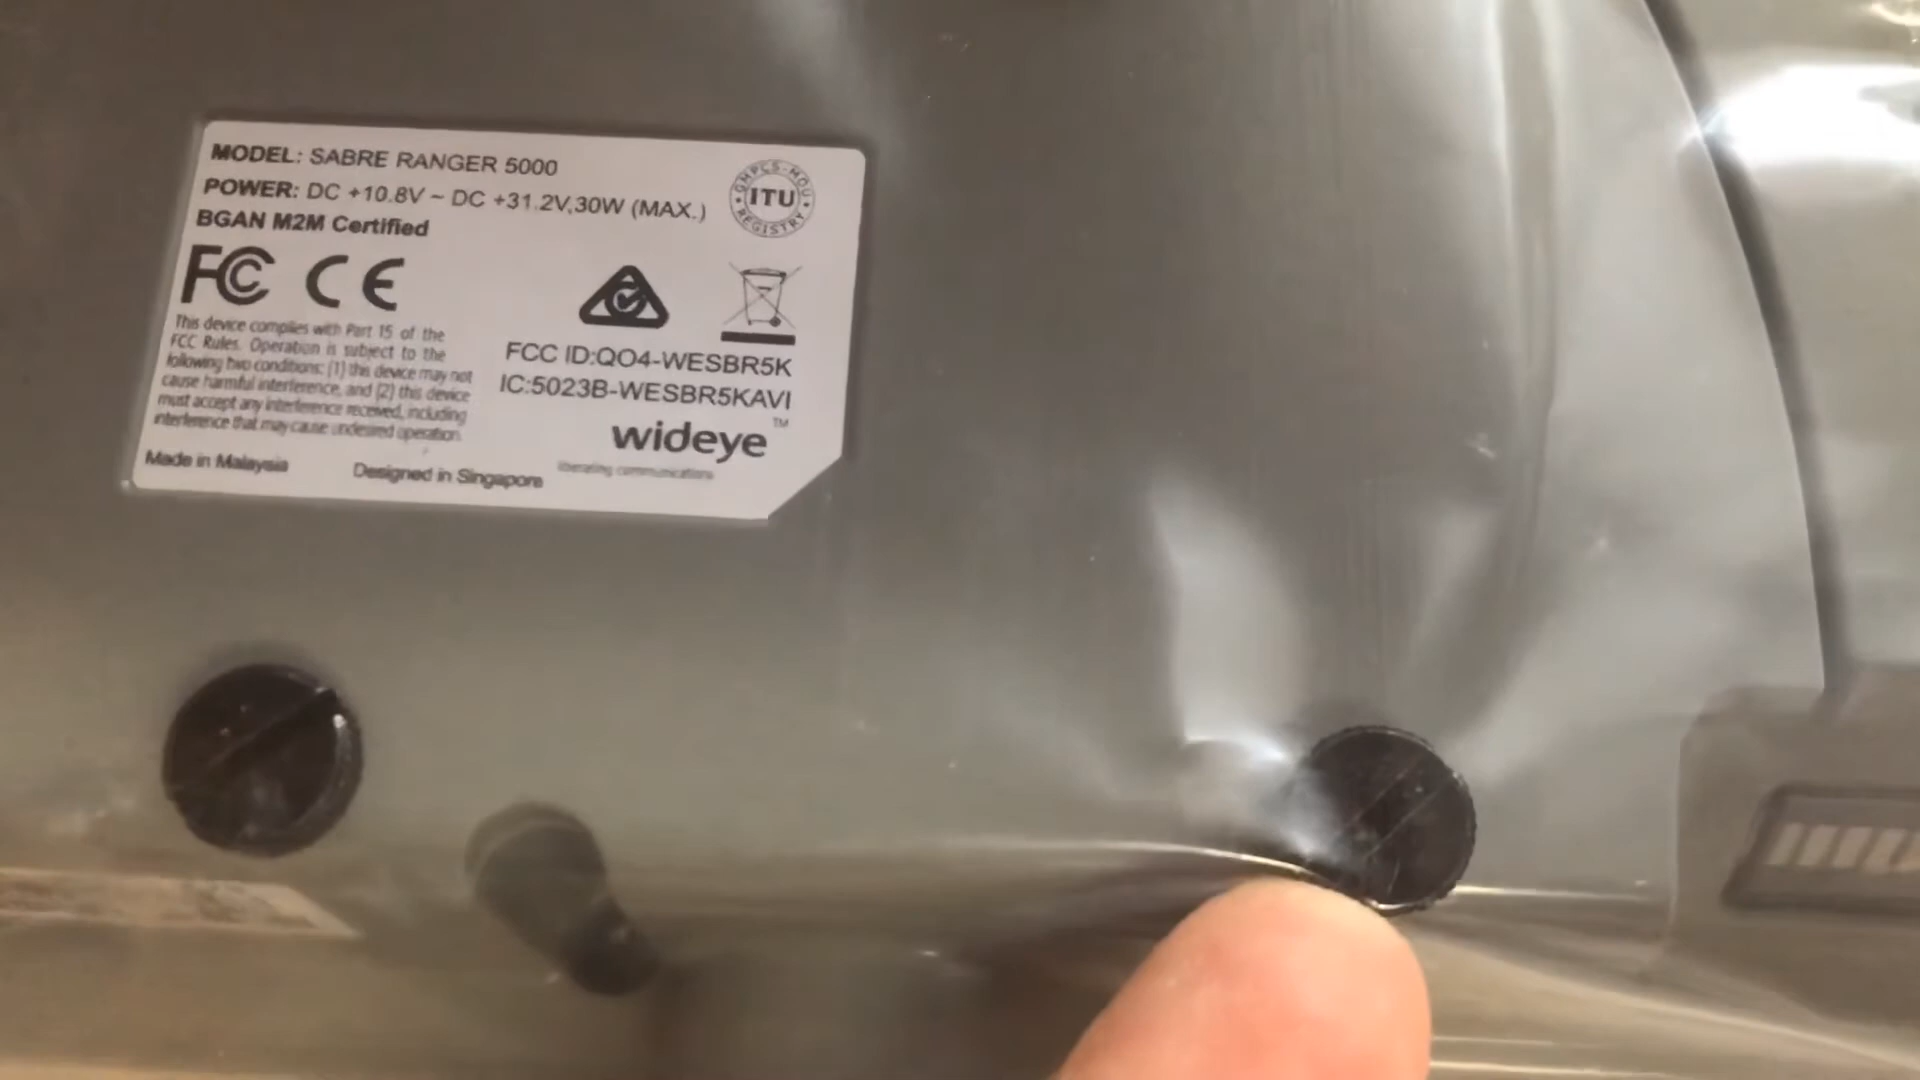 MODEL: SABRE RANGER 5000
POWER: DC +10.8V ~ DC +31.2V,30W (MAX.)
BGAN M2M Certified
GMPCS-MOU
ITU
REGISTRY
FC CE
This device complies with Part 15 of the
FCC Rules. Operation is subject to the
following two conditions: (1) this device may not
cause harmful interference, and (2) this device
must accept any interference received, including
interference that may cause undesired operation.
FCC ID:QO4-WESBR5K
IC:5023B-WESBR5KAVI
wideye™
liberating communications
Made in Malaysia
Designed in Singapore